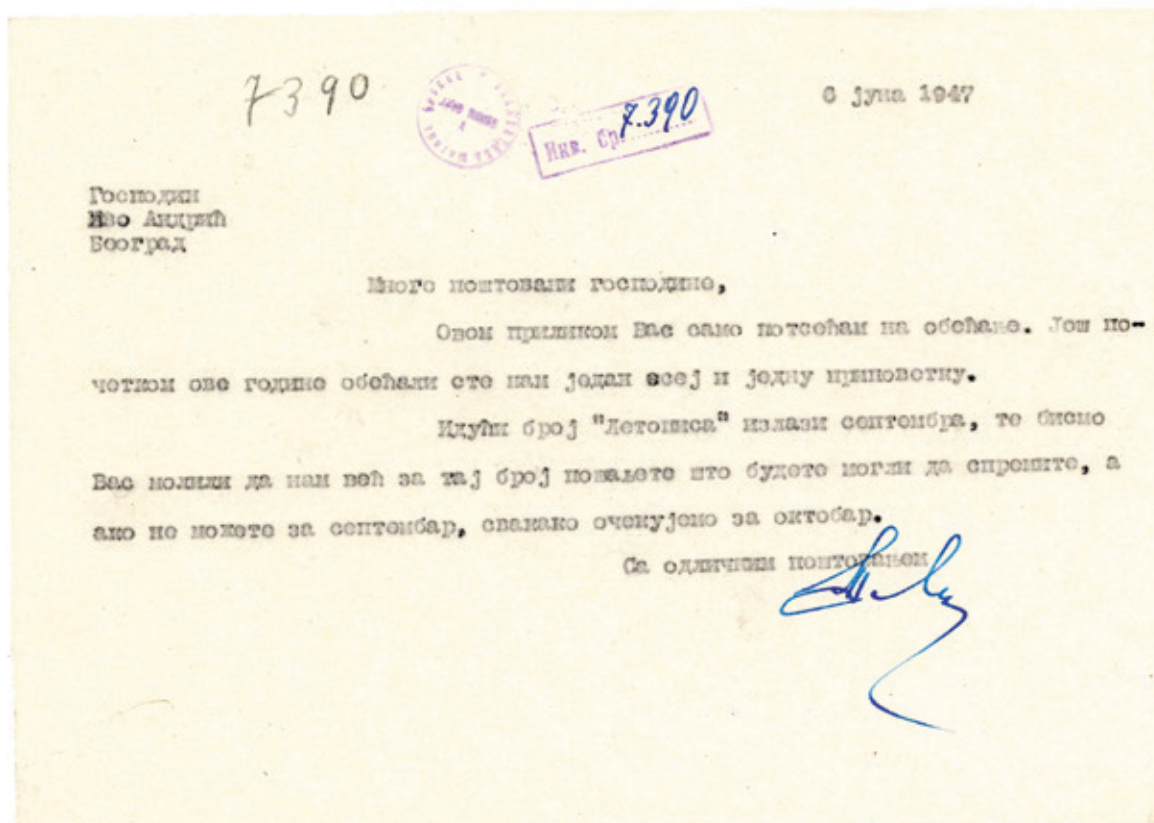 7390
6 јуна 1947
Инв. бр. 7.390
Господин
Иво Андрић
Београд
Много поштовани господине,
Овом приликом Вас само потсећам на обећање. Још по-
четком ове године обећали сте нам један есеј и једну приповетку.
Идући број "Летописа" излази септембра, те бисмо
Вас молили да нам већ за тај број пошаљете што будете могли да спремите, а
ако не можете за септембар, свакако очекујемо за октобар.
Са одличним поштовањем